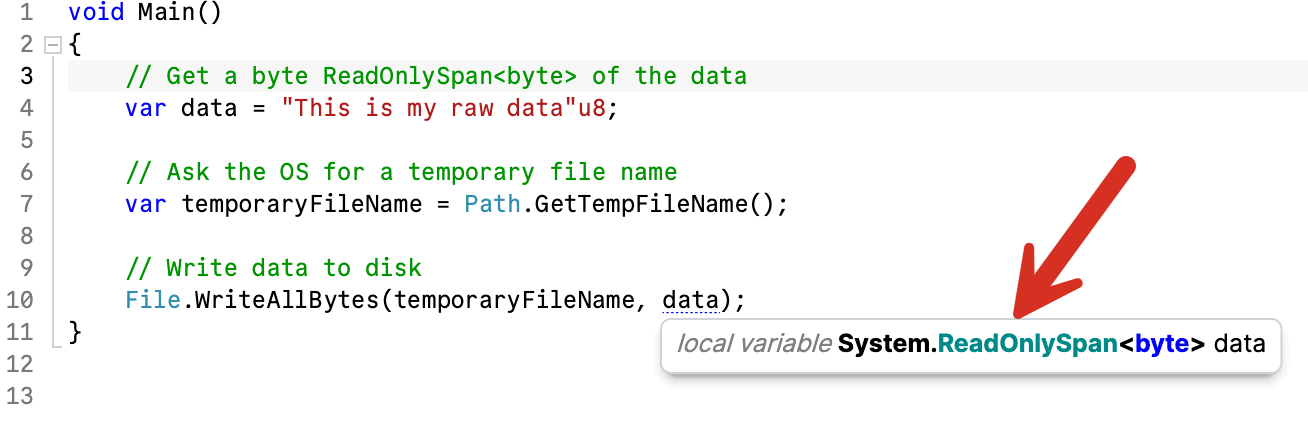 1 void Main()
2 {
3 // Get a byte ReadOnlySpan<byte> of the data
4 var data = "This is my raw data"u8;
5
6 // Ask the OS for a temporary file name
7 var temporaryFileName = Path.GetTempFileName();
8
9 // Write data to disk
10 File.WriteAllBytes(temporaryFileName, data);
11 }
local variable System.ReadOnlySpan<byte> data
12
13